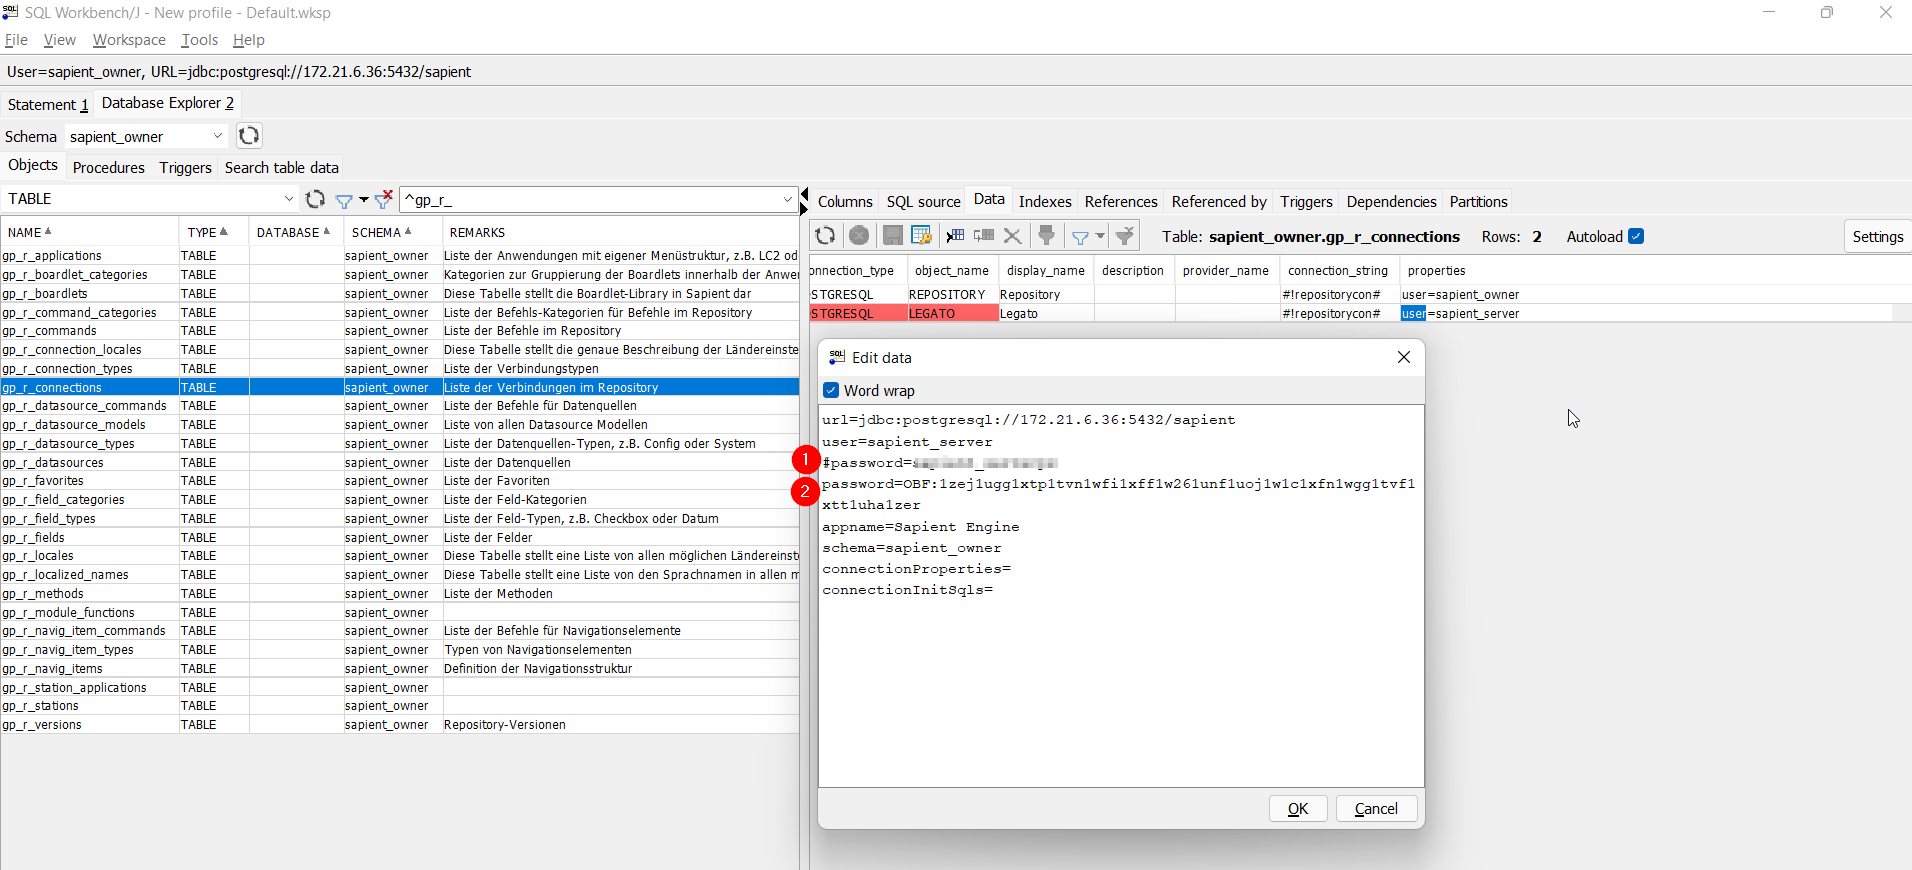 SQL Workbench/J - New profile - Default.wksp
File View Workspace Tools Help
User=sapient_owner, URL=jdbc:postgresql://172.21.6.36:5432/sapient
Statement 1 Database Explorer 2
Schema sapient_owner
Objects Procedures Triggers Search table data
TABLE ^gp_r_
NAME TYPE DATABASE SCHEMA REMARKS
gp_r_applications TABLE sapient_owner Liste der Anwendungen mit eigener Menüstruktur, z.B. LC2 od
gp_r_boardlet_categories TABLE sapient_owner Kategorien zur Gruppierung der Boardlets innerhalb der Anwe
gp_r_boardlets TABLE sapient_owner Diese Tabelle stellt die Boardlet-Library in Sapient dar
gp_r_command_categories TABLE sapient_owner Liste der Befehls-Kategorien für Befehle im Repository
gp_r_commands TABLE sapient_owner Liste der Befehle im Repository
gp_r_connection_locales TABLE sapient_owner Diese Tabelle stellt die genaue Beschreibung der Ländereinste
gp_r_connection_types TABLE sapient_owner Liste der Verbindungstypen
gp_r_connections TABLE sapient_owner Liste der Verbindungen im Repository
gp_r_datasource_commands TABLE sapient_owner Liste der Befehle für Datenquellen
gp_r_datasource_models TABLE sapient_owner Liste von allen Datasource Modellen
gp_r_datasource_types TABLE sapient_owner Liste der Datenquellen-Typen, z.B. Config oder System
gp_r_datasources TABLE sapient_owner Liste der Datenquellen
gp_r_favorites TABLE sapient_owner Liste der Favoriten
gp_r_field_categories TABLE sapient_owner Liste der Feld-Kategorien
gp_r_field_types TABLE sapient_owner Liste der Feld-Typen, z.B. Checkbox oder Datum
gp_r_fields TABLE sapient_owner Liste der Felder
gp_r_locales TABLE sapient_owner Diese Tabelle stellt eine Liste von allen möglichen Ländereinst
gp_r_localized_names TABLE sapient_owner Diese Tabelle stellt eine Liste von den Sprachnamen in allen m
gp_r_methods TABLE sapient_owner Liste der Methoden
gp_r_module_functions TABLE sapient_owner
gp_r_navig_item_commands TABLE sapient_owner Liste der Befehle für Navigationselemente
gp_r_navig_item_types TABLE sapient_owner Typen von Navigationselementen
gp_r_navig_items TABLE sapient_owner Definition der Navigationsstruktur
gp_r_station_applications TABLE sapient_owner
gp_r_stations TABLE sapient_owner
gp_r_versions TABLE sapient_owner Repository-Versionen
Columns SQL source Data Indexes References Referenced by Triggers Dependencies Partitions
Table: sapient_owner.gp_r_connections Rows: 2 Autoload Settings
onnection_type object_name display_name description provider_name connection_string properties
STGRESQL REPOSITORY Repository #!repositorycon# user=sapient_owner
STGRESQL LEGATO Legato #!repositorycon# user=sapient_server
SQL Edit data
Word wrap
url=jdbc:postgresql://172.21.6.36:5432/sapient
user=sapient_server
1 #password=
2 password=OBF:1zej1ugg1xtp1tvn1wfi1xff1w261unf1uoj1w1c1xfn1wgg1tvf1
xtt1uha1zer
appname=Sapient Engine
schema=sapient_owner
connectionProperties=
connectionInitSqls=
OK Cancel